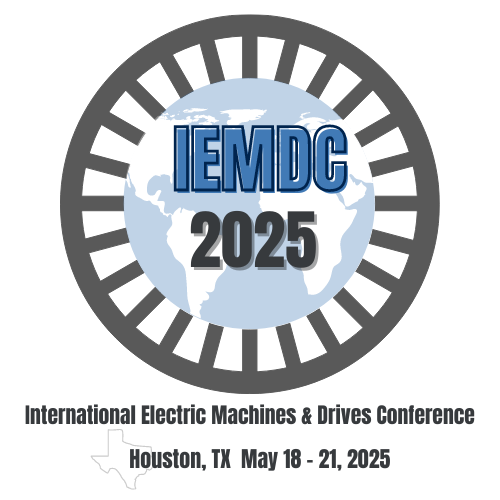 IEMDC
2025
International Electric Machines & Drives Conference
Houston, TX May 18 - 21, 2025